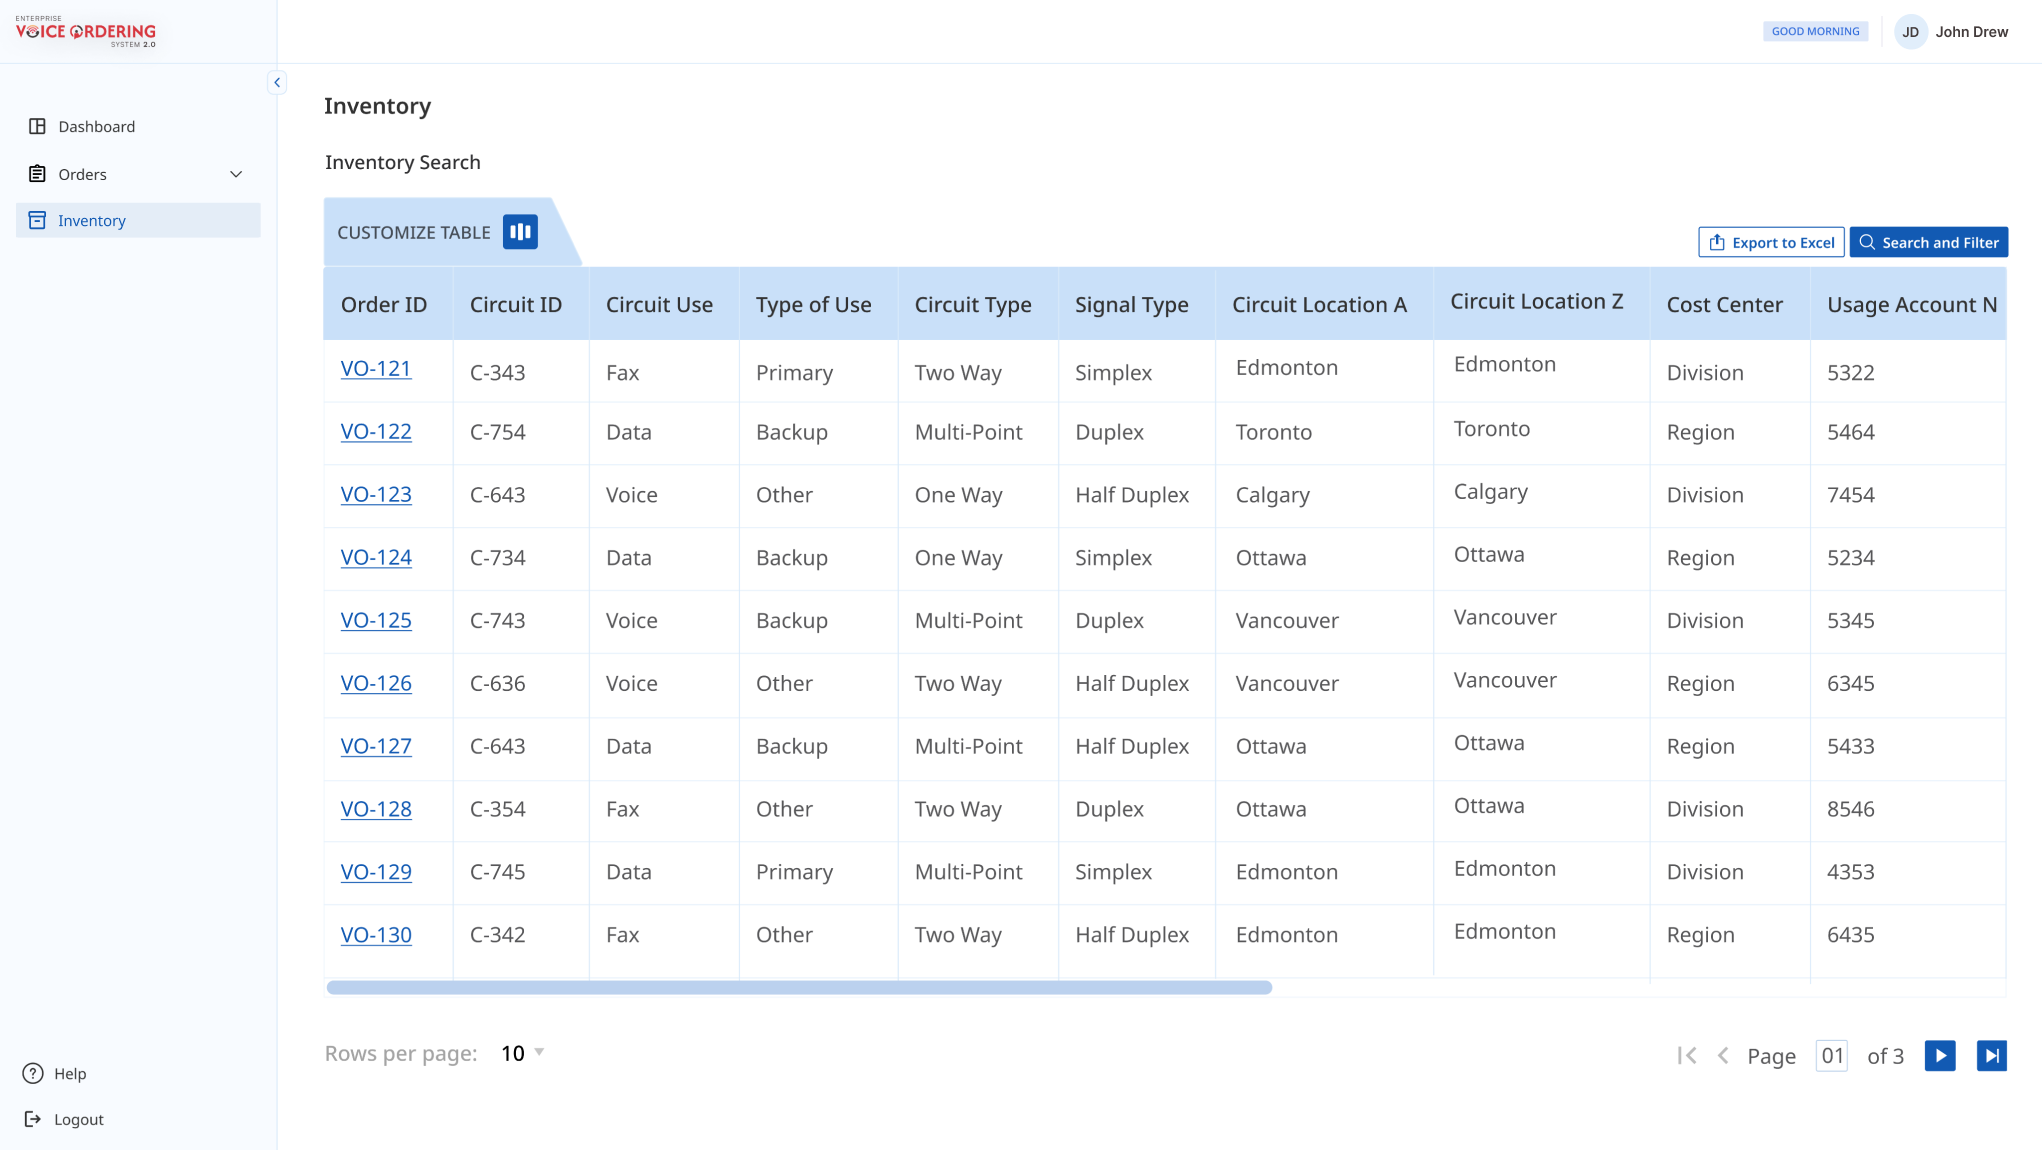 ENTERPRISE
VOICE ORDERING
SYSTEM 2.0
GOOD MORNING
JD
John Drew
Dashboard
Orders
Inventory
Help
Logout
Inventory
Inventory Search
CUSTOMIZE TABLE
Export to Excel
Search and Filter
Order ID Circuit ID Circuit Use Type of Use Circuit Type Signal Type Circuit Location A Circuit Location Z Cost Center Usage Account N
VO-121 C-343 Fax Primary Two Way Simplex Edmonton Edmonton Division 5322
VO-122 C-754 Data Backup Multi-Point Duplex Toronto Toronto Region 5464
VO-123 C-643 Voice Other One Way Half Duplex Calgary Calgary Division 7454
VO-124 C-734 Data Backup One Way Simplex Ottawa Ottawa Region 5234
VO-125 C-743 Voice Backup Multi-Point Duplex Vancouver Vancouver Division 5345
VO-126 C-636 Voice Other Two Way Half Duplex Vancouver Vancouver Region 6345
VO-127 C-643 Data Backup Multi-Point Half Duplex Ottawa Ottawa Region 5433
VO-128 C-354 Fax Other Two Way Duplex Ottawa Ottawa Division 8546
VO-129 C-745 Data Primary Multi-Point Simplex Edmonton Edmonton Division 4353
VO-130 C-342 Fax Other Two Way Half Duplex Edmonton Edmonton Region 6435
Rows per page: 10
Page 01 of 3